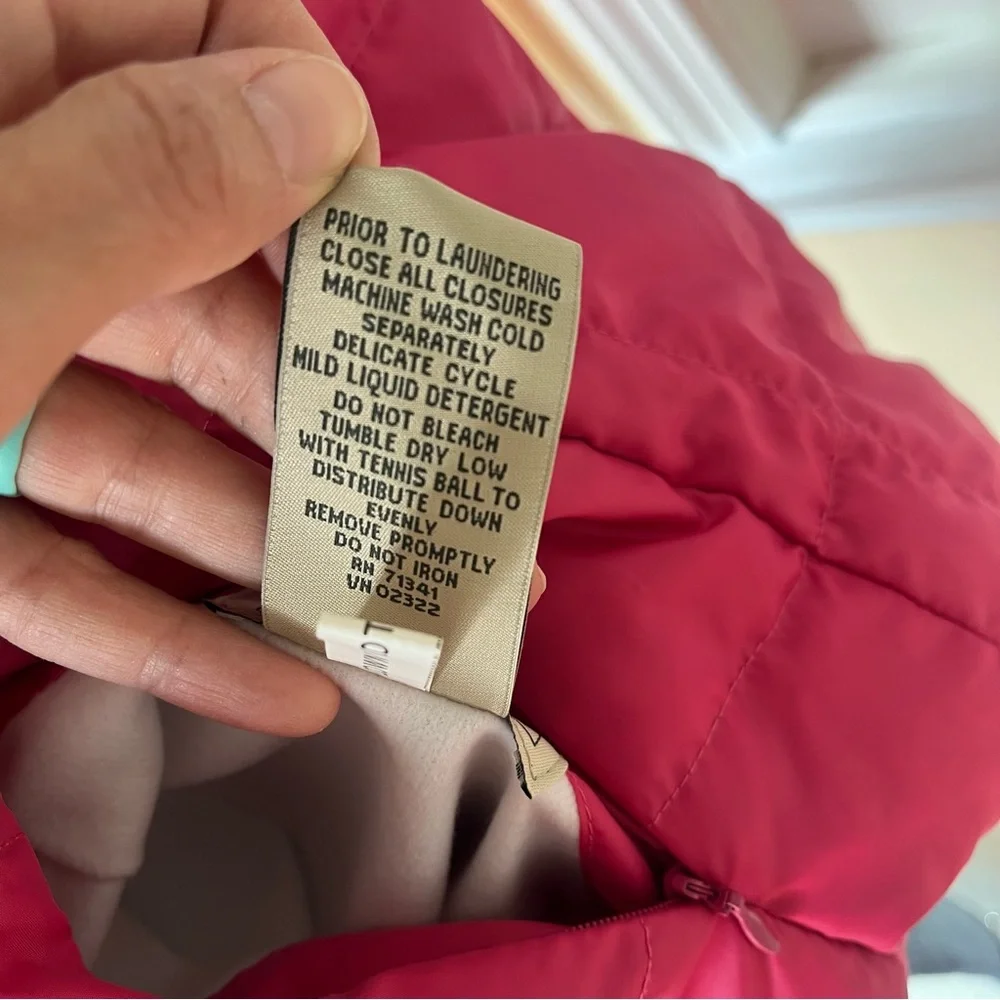 PRIOR TO LAUNDERING
CLOSE ALL CLOSURES
MACHINE WASH COLD
SEPARATELY
DELICATE CYCLE
MILD LIQUID DETERGENT
DO NOT BLEACH
TUMBLE DRY LOW
WITH TENNIS BALL TO
DISTRIBUTE DOWN
EVENLY
REMOVE PROMPTLY
DO NOT IRON
RN 71341
VN 02322